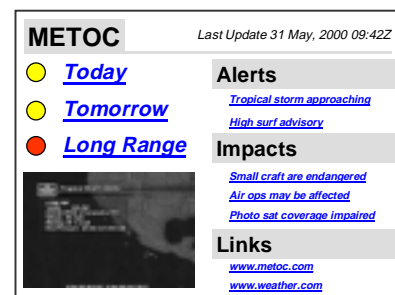 METOC
Last Update 31 May, 2000 09:42Z
Today
Tomorrow
Long Range
Alerts
Tropical storm approaching
High surf advisory
Impacts
Small craft are endangered
Air ops may be affected
Photo sat coverage impaired
Links
www.metoc.com
www.weather.com